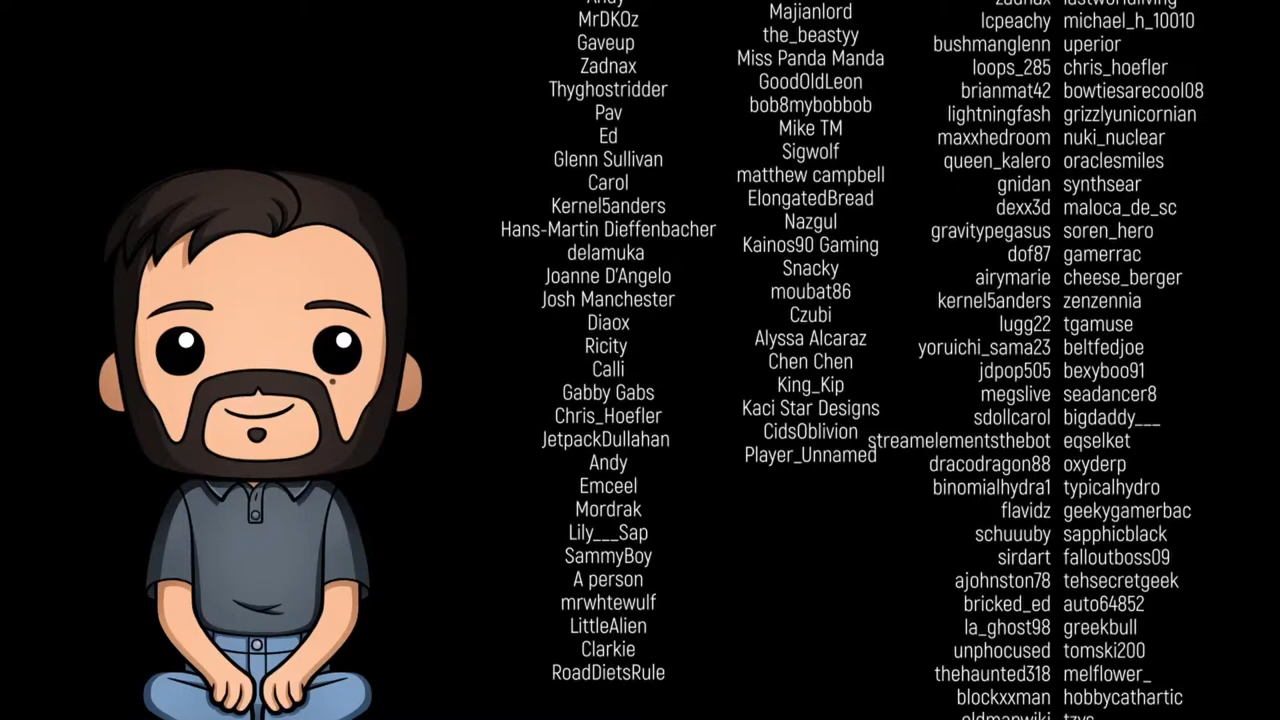 Andy
MrDKOz
Gaveup
Zadnax
Thyghostridder
Pav
Ed
Glenn Sullivan
Carol
Kernel5anders
Hans-Martin Dieffenbacher
delamuka
Joanne D'Angelo
Josh Manchester
Diaox
Ricity
Calli
Gabby Gabs
Chris_Hoefler
JetpackDullahan
Andy
Emceel
Mordrak
Lily___Sap
SammyBoy
A person
mrwhtewulf
LittleAlien
Clarkie
RoadDietsRule
Majianlord
the_beastyy
Miss Panda Manda
GoodOldLeon
bob8mybobbob
Mike TM
Sigwolf
matthew campbell
ElongatedBread
Nazgul
Kainos90 Gaming
Snacky
moubat86
Czubi
Alyssa Alcaraz
Chen Chen
King_Kip
Kaci Star Designs
CidsOblivion
Player_Unnamed
zadnax
lcpeachy
bushmanglenn
loops_285
brianmat42
lightningfash
maxxhedroom
queen_kalero
gnidan
dexx3d
gravitypegasus
dof87
airymarie
kernel5anders
lugg22
yoruichi_sama23
jdpop505
megslive
sdollcarol
streamelementsthebot
dracodragon88
binomialhydra1
flavidz
schuuuby
sirdart
ajohnston78
bricked_ed
la_ghost98
unphocused
thehaunted318
blockxxman
oldmanwiki
lastworldliving
michael_h_10010
uperior
chris_hoefler
bowtiesarecool08
grizzlyunicornian
nuki_nuclear
oraclesmiles
synthsear
maloca_de_sc
soren_hero
gamerrac
cheese_berger
zenzennia
tgamuse
beltfedjoe
bexyboo91
seadancer8
bigdaddy___
eqselket
oxyderp
typicalhydro
geekygamerbac
sapphicblack
falloutboss09
tehsecretgeek
auto64852
greekbull
tomski200
melflower_
hobbycathartic